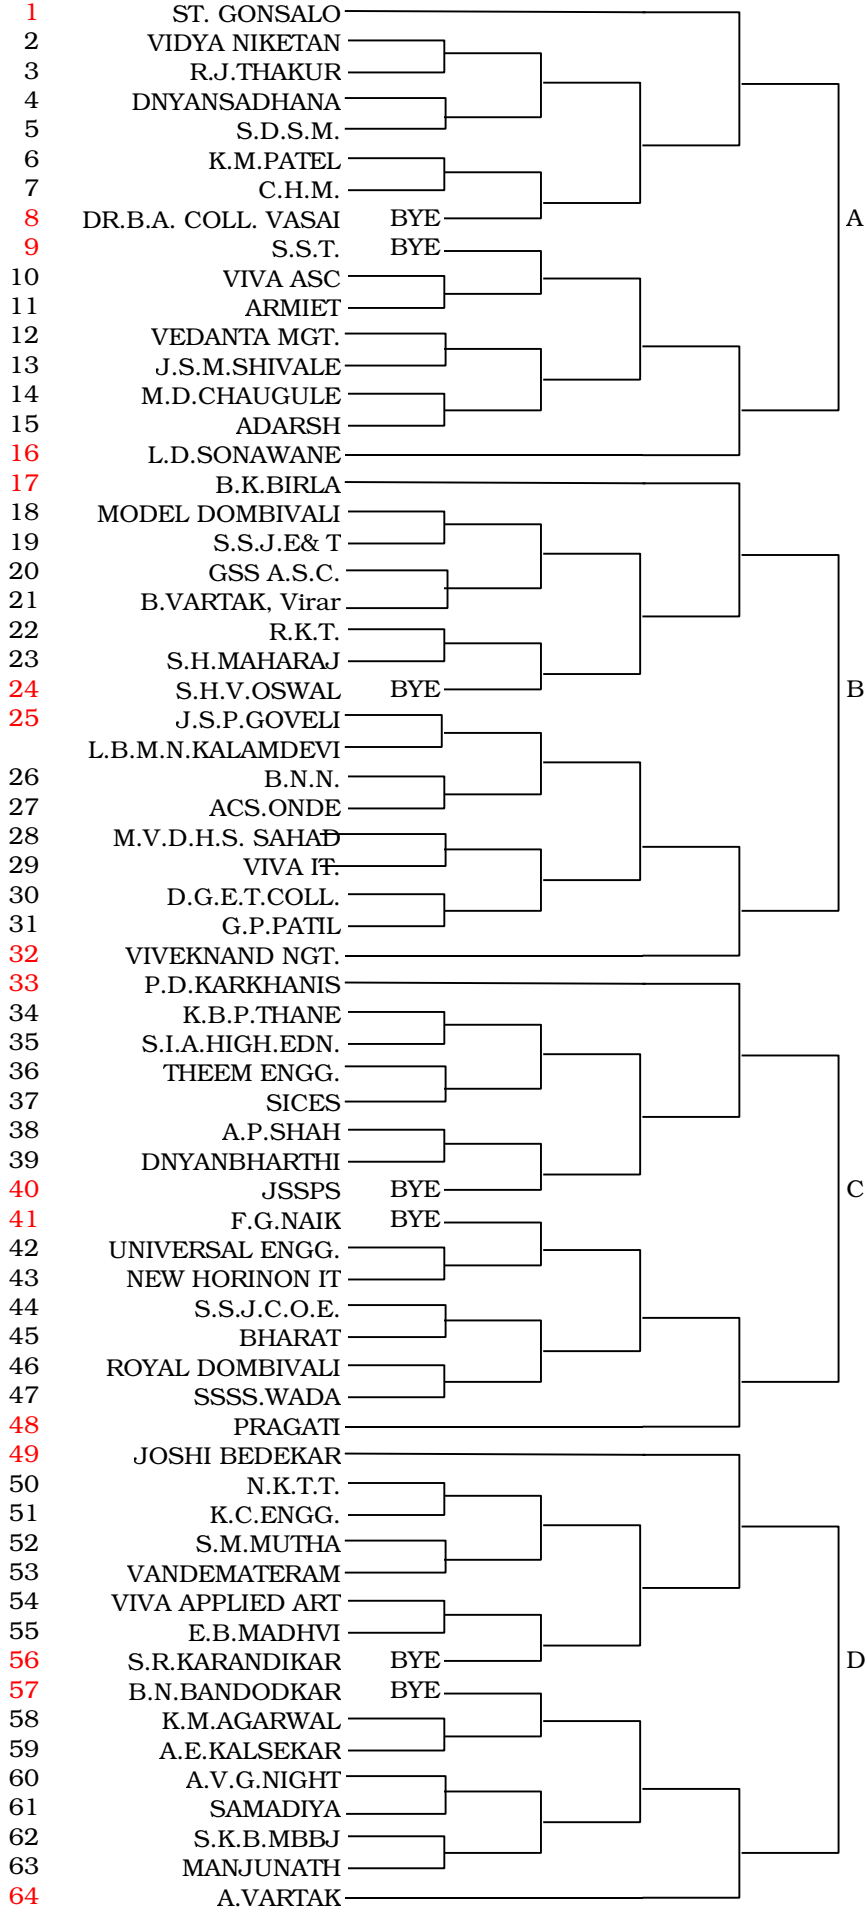 1 ST. GONSALO
2 VIDYA NIKETAN
3 R.J.THAKUR
4 DNYANSADHANA
5 S.D.S.M.
6 K.M.PATEL
7 C.H.M.
8 DR.B.A. COLL. VASAI BYE A
9 S.S.T. BYE
10 VIVA ASC
11 ARMIET
12 VEDANTA MGT.
13 J.S.M.SHIVALE
14 M.D.CHAUGULE
15 ADARSH
16 L.D.SONAWANE
17 B.K.BIRLA
18 MODEL DOMBIVALI
19 S.S.J.E& T
20 GSS A.S.C.
21 B.VARTAK, Virar
22 R.K.T.
23 S.H.MAHARAJ
24 S.H.V.OSWAL BYE B
25 J.S.P.GOVELI
L.B.M.N.KALAMDEVI
26 B.N.N.
27 ACS.ONDE
28 M.V.D.H.S. SAHAD
29 VIVA IT.
30 D.G.E.T.COLL.
31 G.P.PATIL
32 VIVEKNAND NGT.
33 P.D.KARKHANIS
34 K.B.P.THANE
35 S.I.A.HIGH.EDN.
36 THEEM ENGG.
37 SICES
38 A.P.SHAH
39 DNYANBHARTHI
40 JSSPS BYE C
41 F.G.NAIK BYE
42 UNIVERSAL ENGG.
43 NEW HORINON IT
44 S.S.J.C.O.E.
45 BHARAT
46 ROYAL DOMBIVALI
47 SSSS.WADA
48 PRAGATI
49 JOSHI BEDEKAR
50 N.K.T.T.
51 K.C.ENGG.
52 S.M.MUTHA
53 VANDEMATERAM
54 VIVA APPLIED ART
55 E.B.MADHVI
56 S.R.KARANDIKAR BYE D
57 B.N.BANDODKAR BYE
58 K.M.AGARWAL
59 A.E.KALSEKAR
60 A.V.G.NIGHT
61 SAMADIYA
62 S.K.B.MBBJ
63 MANJUNATH
64 A.VARTAK